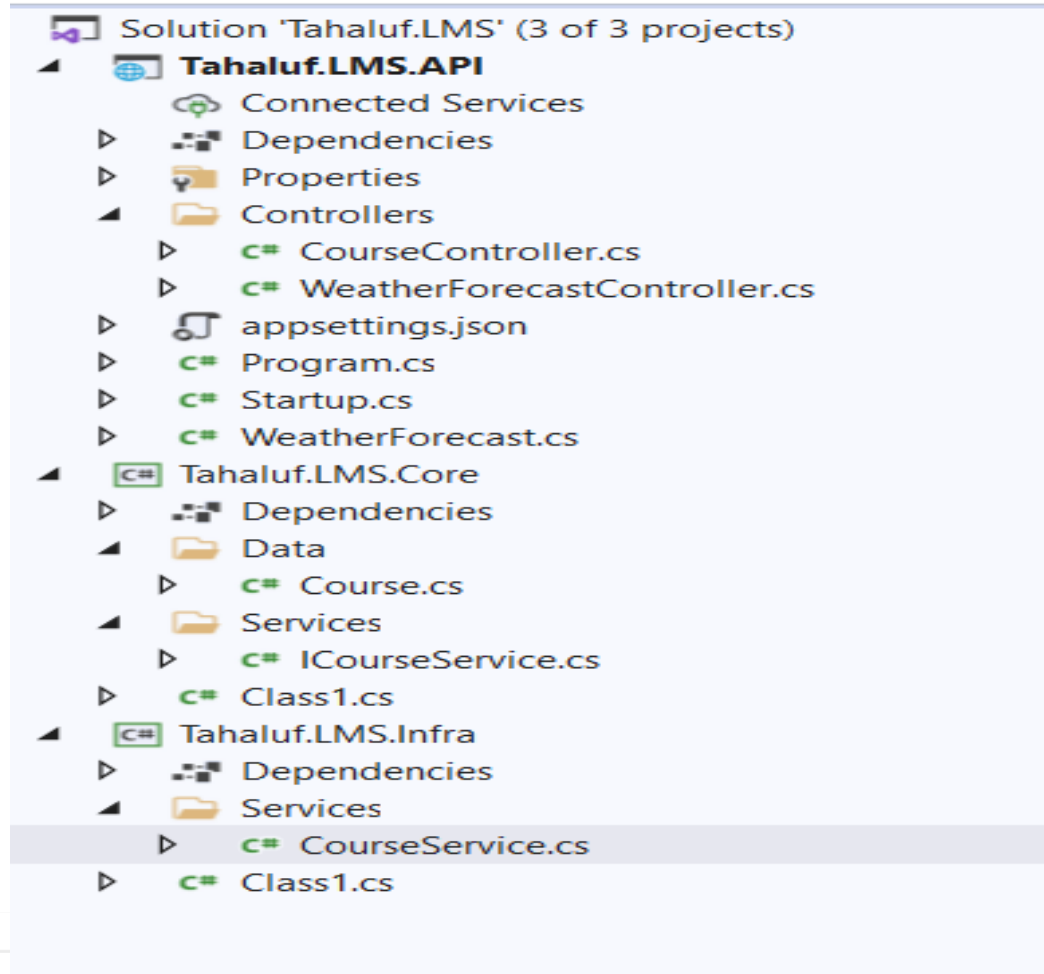 Solution 'Tahaluf.LMS' (3 of 3 projects)
Tahaluf.LMS.API
Connected Services
Dependencies
Properties
Controllers
C# CourseController.cs
C# WeatherForecastController.cs
appsettings.json
C# Program.cs
C# Startup.cs
C# WeatherForecast.cs
C# Tahaluf.LMS.Core
Dependencies
Data
C# Course.cs
Services
C# ICourseService.cs
C# Class1.cs
C# Tahaluf.LMS.Infra
Dependencies
Services
C# CourseService.cs
C# Class1.cs